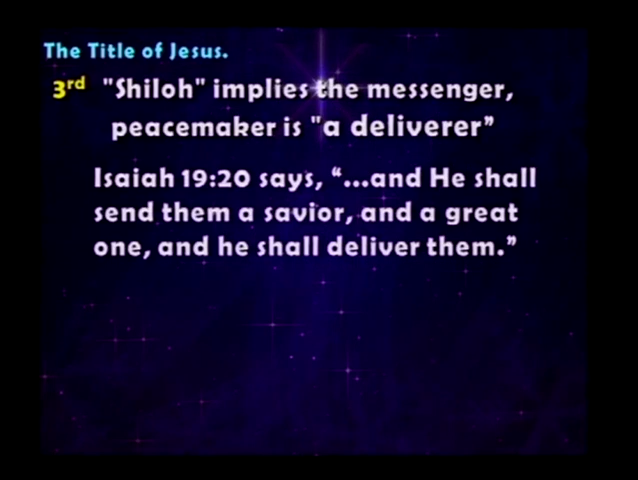 The Title of Jesus.
3rd "Shiloh" implies the messenger,
peacemaker is "a deliverer”
Isaiah 19:20 says, “...and He shall
send them a savior, and a great
one, and he shall deliver them.”